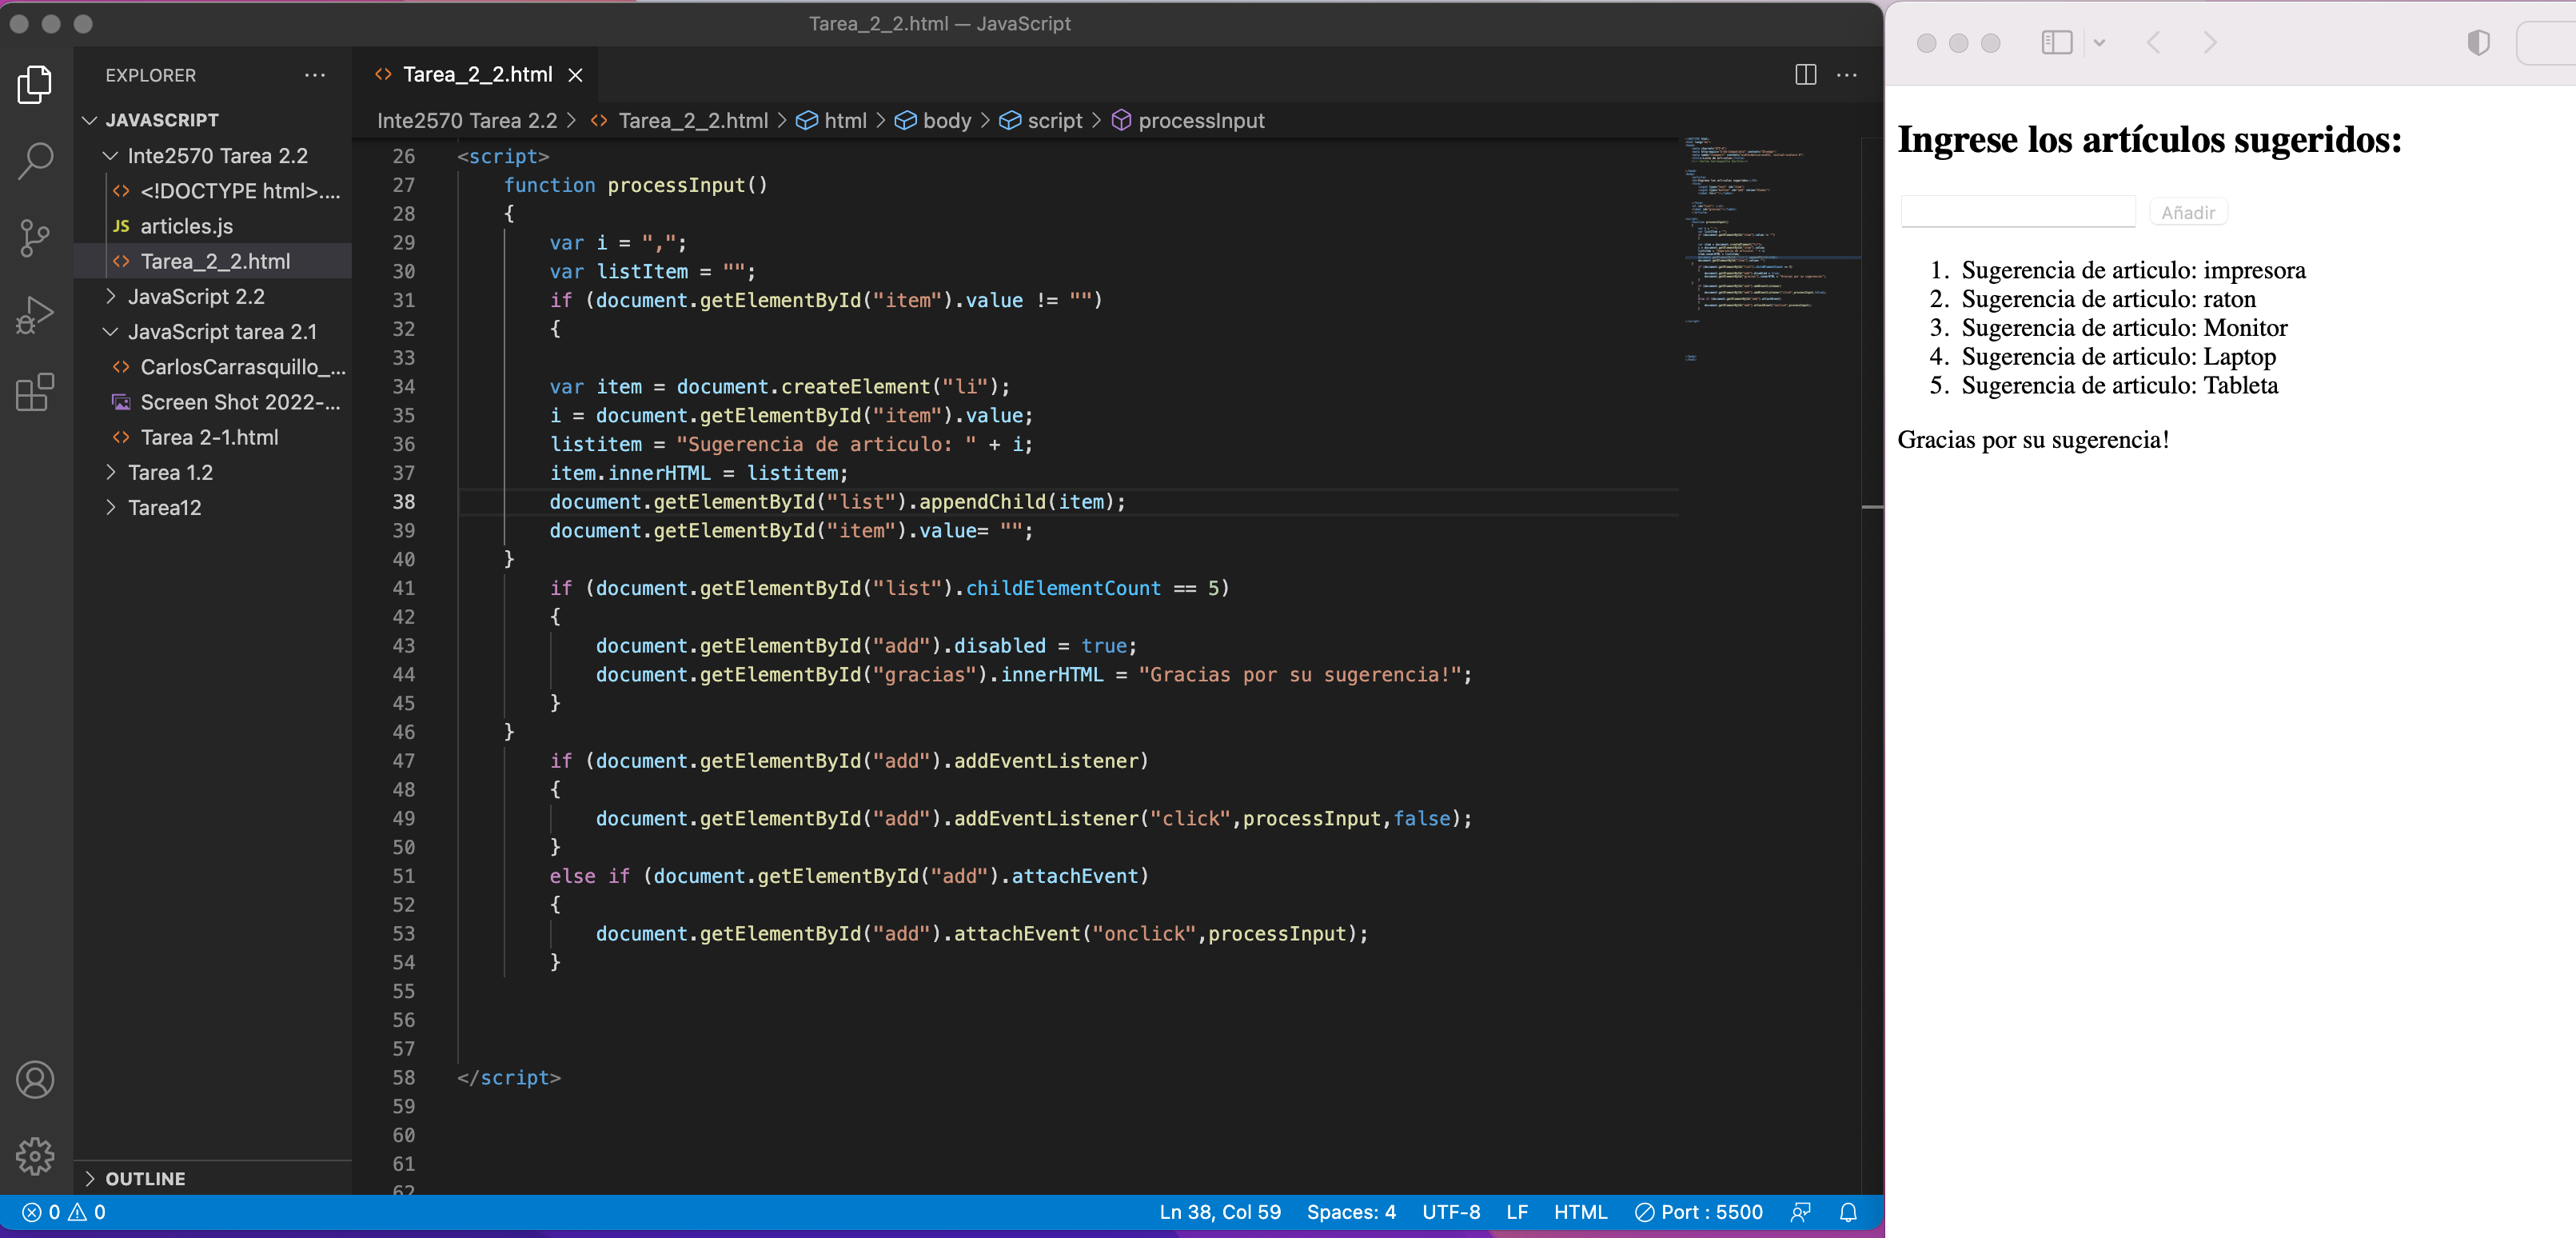 Tarea_2_2.html — JavaScript
EXPLORER
JAVASCRIPT
Inte2570 Tarea 2.2
<!DOCTYPE html>....
JS articles.js
Tarea_2_2.html
JavaScript 2.2
JavaScript tarea 2.1
CarlosCarrasquillo_...
Screen Shot 2022-...
Tarea 2-1.html
Tarea 1.2
Tarea12
OUTLINE
Tarea_2_2.html
Inte2570 Tarea 2.2 > Tarea_2_2.html > html > body > script > processInput
26 <script>
27 function processInput()
28 {
29 var i = ",";
30 var listItem = "";
31 if (document.getElementById("item").value != "")
32 {
33
34 var item = document.createElement("li");
35 i = document.getElementById("item").value;
36 listitem = "Sugerencia de articulo: " + i;
37 item.innerHTML = listitem;
38 document.getElementById("list").appendChild(item);
39 document.getElementById("item").value= "";
40 }
41 if (document.getElementById("list").childElementCount == 5)
42 {
43 document.getElementById("add").disabled = true;
44 document.getElementById("gracias").innerHTML = "Gracias por su sugerencia!";
45 }
46 }
47 if (document.getElementById("add").addEventListener)
48 {
49 document.getElementById("add").addEventListener("click",processInput,false);
50 }
51 else if (document.getElementById("add").attachEvent)
52 {
53 document.getElementById("add").attachEvent("onclick",processInput);
54 }
55
56
57
58 </script>
59
60
61
62
0 0
Ln 38, Col 59
Spaces: 4
UTF-8
LF
HTML
Port : 5500
Ingrese los artículos sugeridos:
Añadir
1. Sugerencia de articulo: impresora
2. Sugerencia de articulo: raton
3. Sugerencia de articulo: Monitor
4. Sugerencia de articulo: Laptop
5. Sugerencia de articulo: Tableta
Gracias por su sugerencia!